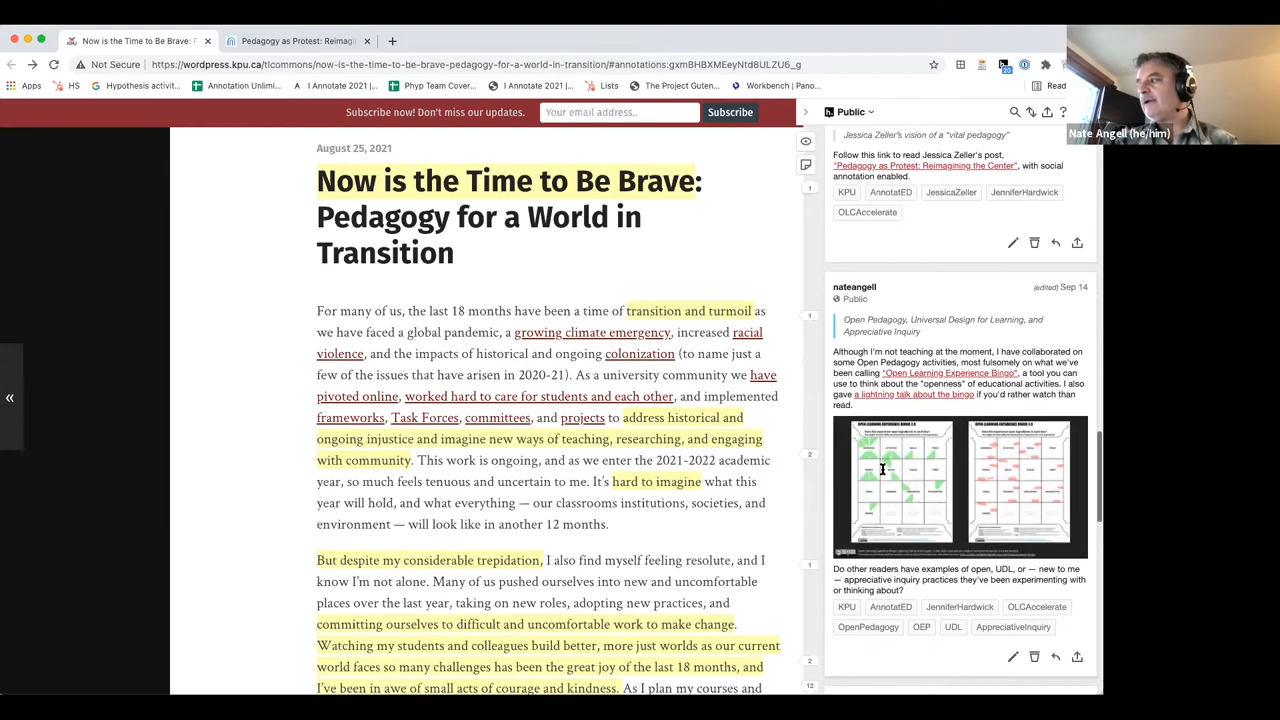 Now is the Time to Be Brave: P
Pedagogy as Protest: Reimagi
Not Secure
https://wordpress.kpu.ca/tlcommons/now-is-the-time-to-be-brave-pedagogy-for-a-world-in-transition/#annotations:gxmBHBXMEeyNtd8ULZU6_g
Apps
HS
Hypothesis activity...
Annotation Unlimi...
I Annotate 2021 |...
Phyp Team Cover...
I Annotate 2021 |...
Lists
The Project Guten...
Workbench | Pano...
Read
Nate Angell (he/him)
Subscribe now! Don't miss our updates.
Your email address...
Subscribe
August 25, 2021
Now is the Time to Be Brave:
Pedagogy for a World in
Transition
For many of us, the last 18 months have been a time of transition and turmoil as
we have faced a global pandemic, a growing climate emergency, increased racial
violence, and the impacts of historical and ongoing colonization (to name just a
few of the issues that have arisen in 2020-21). As a university community we have
pivoted online, worked hard to care for students and each other, and implemented
frameworks, Task Forces, committees, and projects to address historical and
ongoing injustice and imagine new ways of teaching, researching, and engaging
with community. This work is ongoing, and as we enter the 2021-2022 academic
year, so much feels tenuous and uncertain to me. It's hard to imagine what this
year will hold, and what everything — our classrooms institutions, societies, and
environment — will look like in another 12 months.
But despite my considerable trepidation, I also find myself feeling resolute, and I
know I'm not alone. Many of us pushed ourselves into new and uncomfortable
places over the last year, taking on new roles, adopting new practices, and
committing ourselves to difficult and uncomfortable work to make change.
Watching my students and colleagues build better, more just worlds as our current
world faces so many challenges has been the great joy of the last 18 months, and
I've been in awe of small acts of courage and kindness. As I plan my courses and
1
1
2
1
2
12
Public
Jessica Zeller's vision of a "vital pedagogy"
Follow this link to read Jessica Zeller's post,
"Pedagogy as Protest: Reimagining the Center", with social
annotation enabled.
KPU
AnnotatED
JessicaZeller
JenniferHardwick
OLCAccelerate
nateangell
(edited) Sep 14
Public
Open Pedagogy, Universal Design for Learning, and
Appreciative Inquiry
Although I'm not teaching at the moment, I have collaborated on
some Open Pedagogy activities, most fulsomely on what we've
been calling "Open Learning Experience Bingo", a tool you can
use to think about the "openness" of educational activities. I also
gave a lightning talk about the bingo if you'd rather watch than
read.
Do other readers have examples of open, UDL, or — new to me
— appreciative inquiry practices they've been experimenting with
or thinking about?
KPU
AnnotatED
JenniferHardwick
OLCAccelerate
OpenPedagogy
OEP
UDL
AppreciativeInquiry